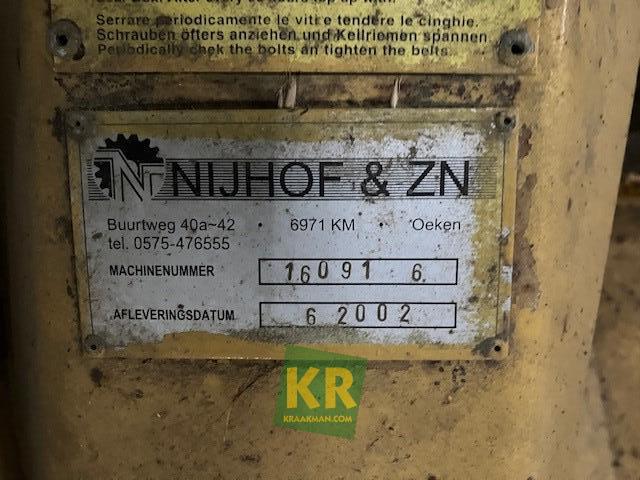 Serrare periodicamente le vitre tendere le cinghie.
Schrauben öfters anziehen und Keilriemen spannen
Periodically chek the bolts an tighten the belts.
N NIJHOF & ZN
Buurtweg 40a~42 · 6971 KM · Oeken
tel. 0575-476555
MACHINENUMMER 16091 6
AFLEVERINGSDATUM 6 2002
KR
KRAAKMAN.COM